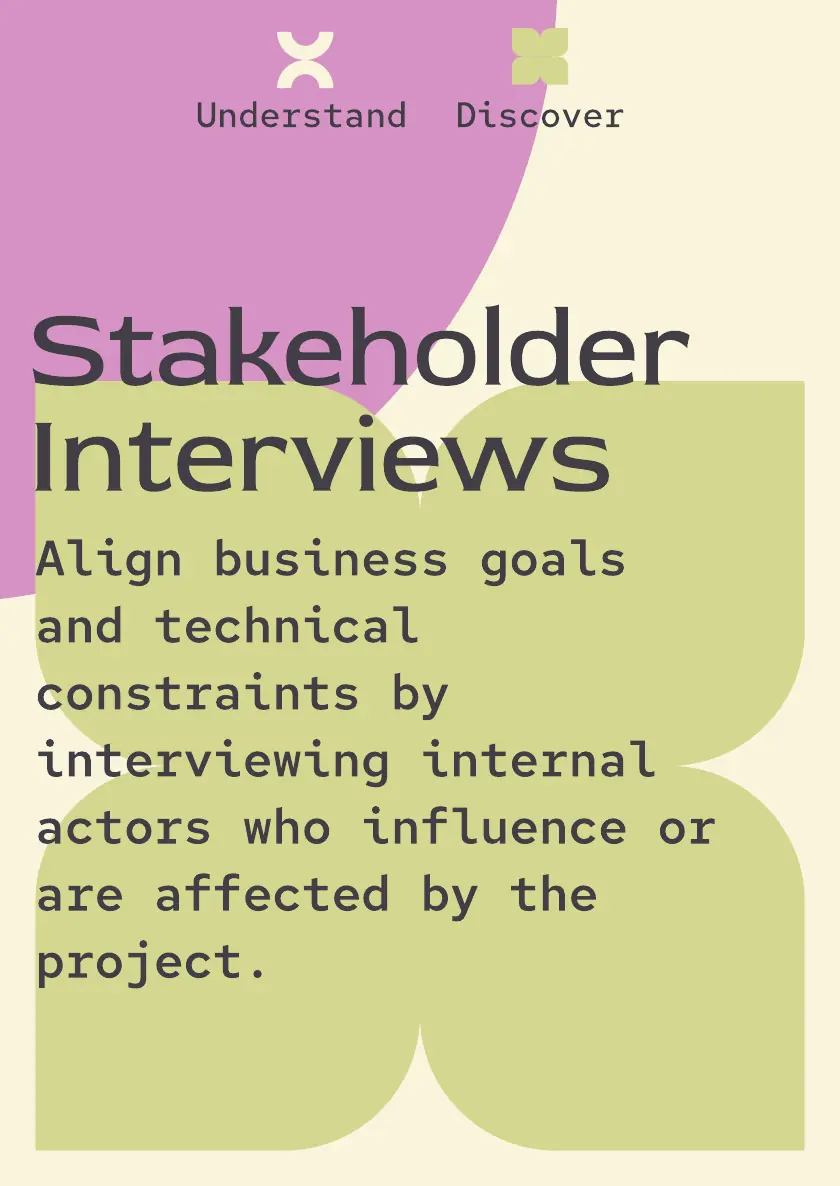 Understand Discover
Stakeholder
Interviews
Align business goals
and technical
constraints by
interviewing internal
actors who influence or
are affected by the
project.